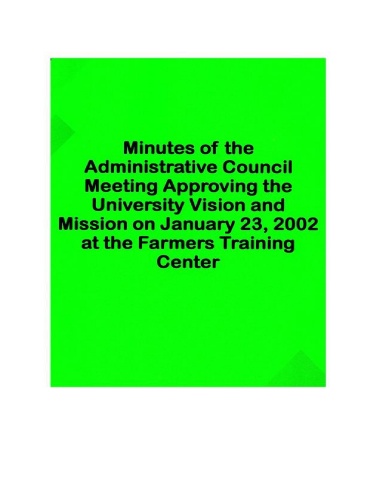 Minutes of the
Administrative Council
Meeting Approving the
University Vision and
Mission on January 23, 2002
at the Farmers Training
Center